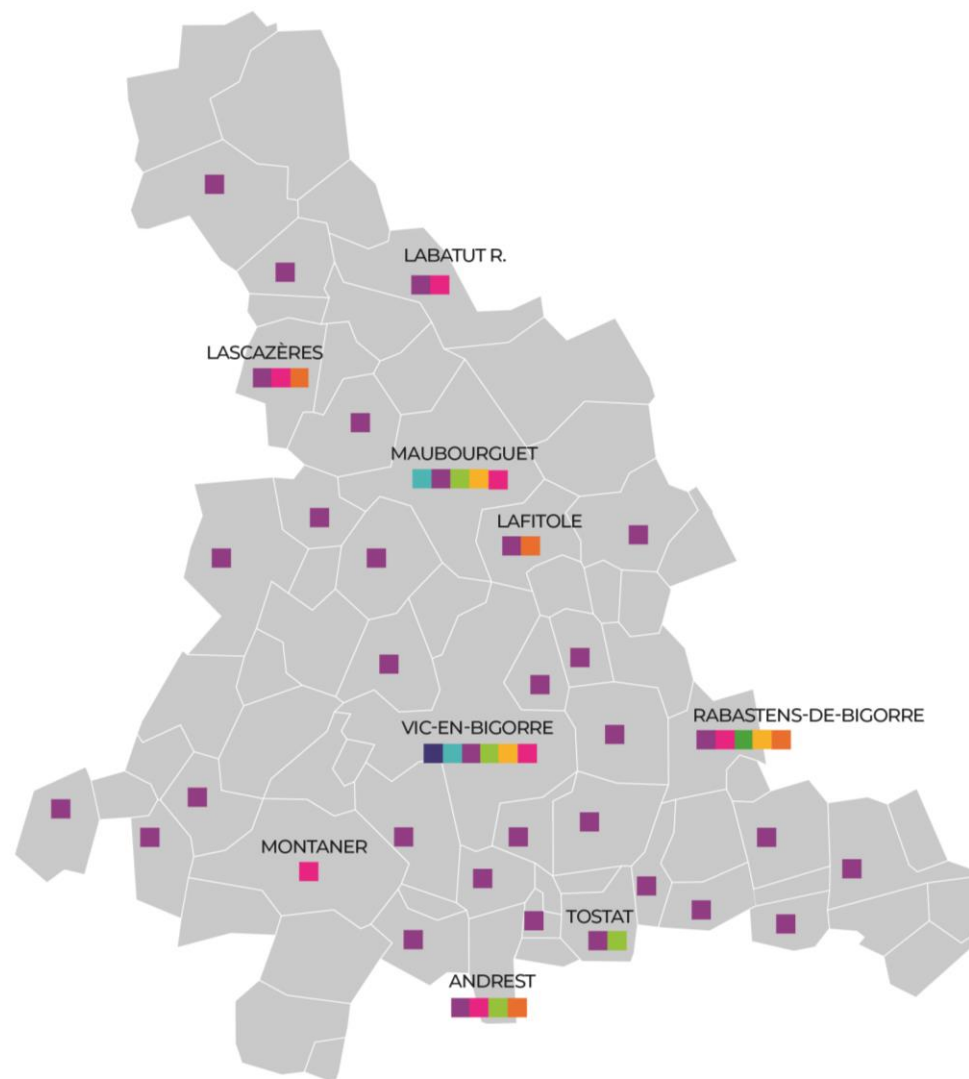 LABATUT R.
LASCAZÈRES
MAUBOURGUET
LAFITOLE
RABASTENS-DE-BIGORRE
VIC-EN-BIGORRE
MONTANER
TOSTAT
ANDREST